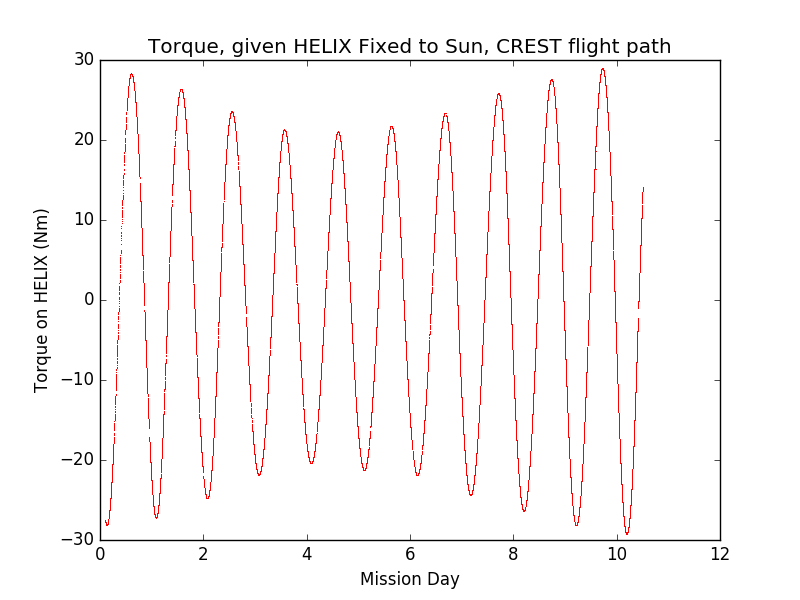 Torque, given HELIX Fixed to Sun, CREST flight path
30
20
10
0
−10
−20
−30
Torque on HELIX (Nm)
0 2 4 6 8 10 12
Mission Day